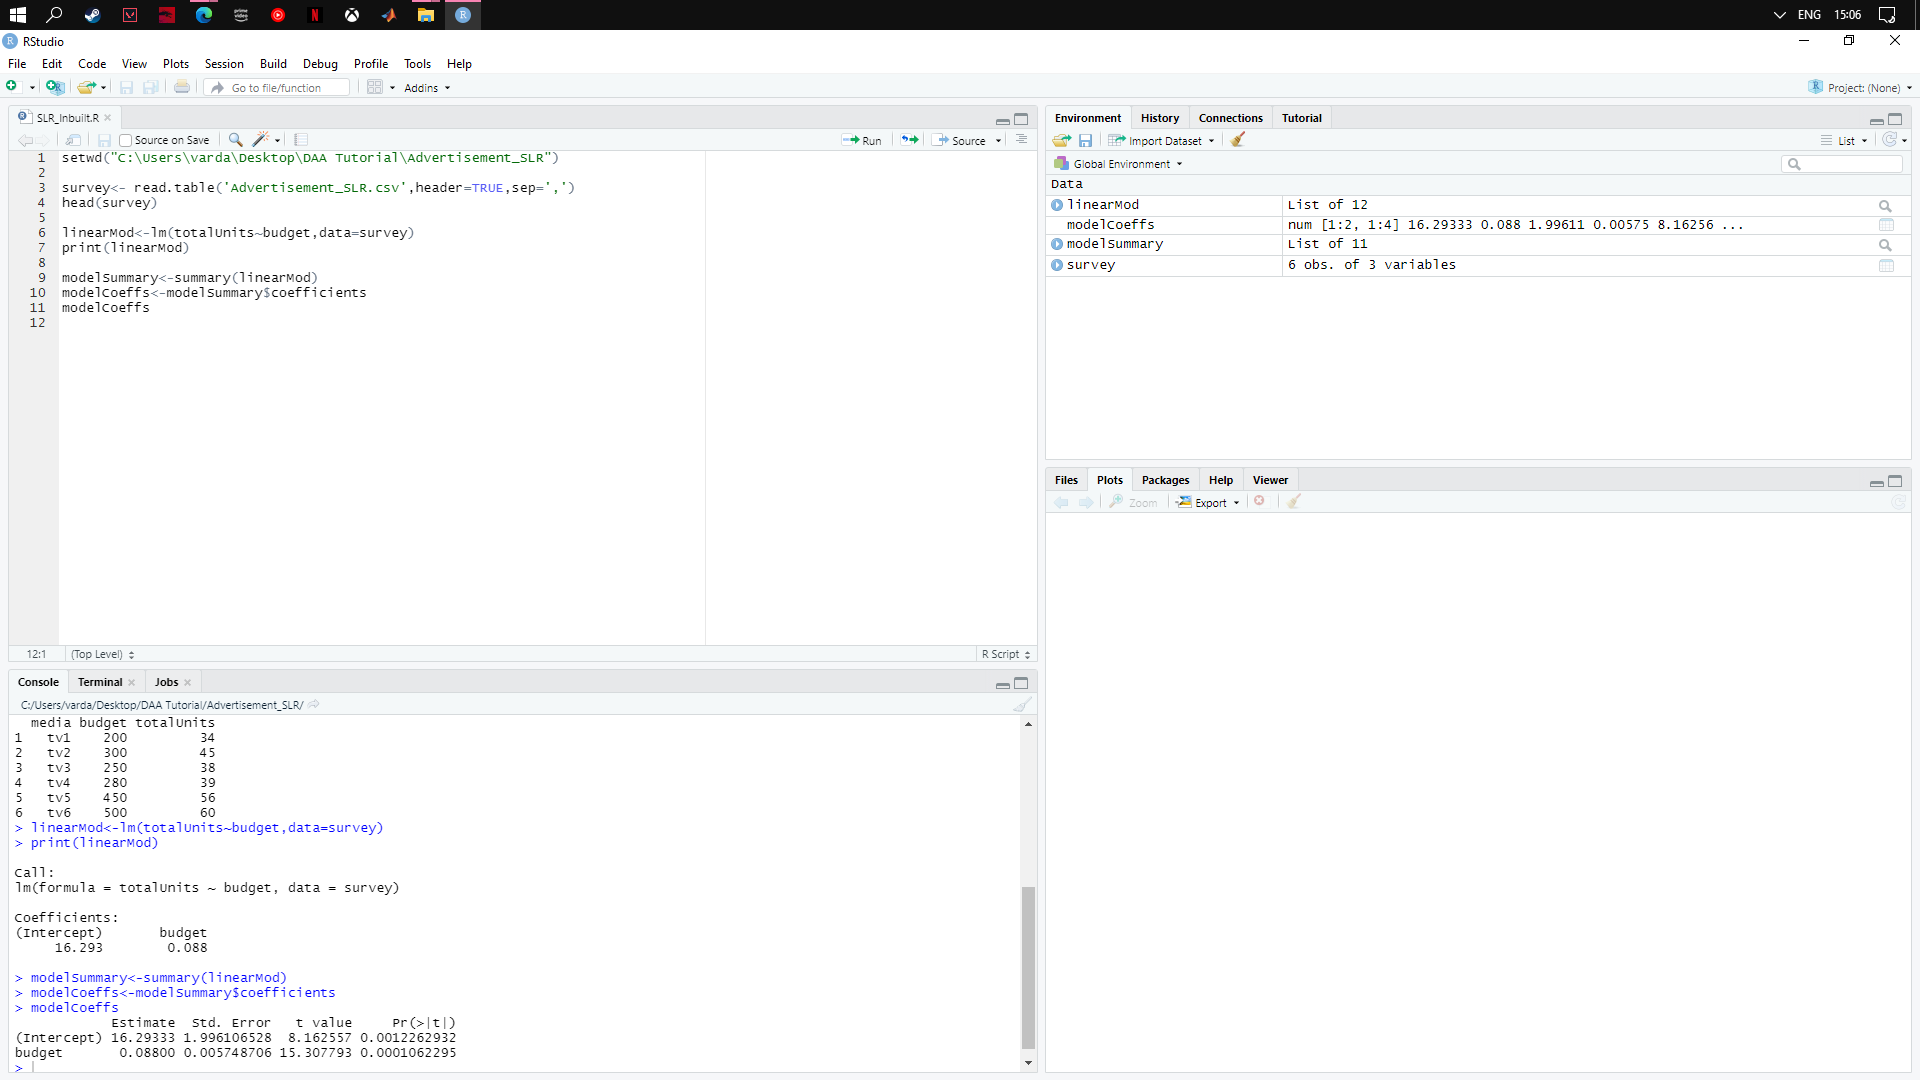 prime video
N
R
ENG
15:06
RStudio
File Edit Code View Plots Session Build Debug Profile Tools Help
Go to file/function
Addins
Project: (None)
SLR_Inbuilt.R
Source on Save
Run
Source
1 setwd("C:\Users\varda\Desktop\DAA Tutorial\Advertisement_SLR")
2
3 survey<- read.table('Advertisement_SLR.csv',header=TRUE,sep=',')
4 head(survey)
5
6 linearMod<-lm(totalUnits~budget,data=survey)
7 print(linearMod)
8
9 modelSummary<-summary(linearMod)
10 modelCoeffs<-modelSummary$coefficients
11 modelCoeffs
12
12:1 (Top Level) R Script
Console Terminal Jobs
C:/Users/varda/Desktop/DAA Tutorial/Advertisement_SLR/
media budget totalUnits
1 tv1 200 34
2 tv2 300 45
3 tv3 250 38
4 tv4 280 39
5 tv5 450 56
6 tv6 500 60
> linearMod<-lm(totalUnits~budget,data=survey)
> print(linearMod)
Call:
lm(formula = totalUnits ~ budget, data = survey)
Coefficients:
(Intercept) budget
16.293 0.088
> modelSummary<-summary(linearMod)
> modelCoeffs<-modelSummary$coefficients
> modelCoeffs
Estimate Std. Error t value Pr(>|t|)
(Intercept) 16.29333 1.996106528 8.162557 0.0012262932
budget 0.08800 0.005748706 15.307793 0.0001062295
>
Environment History Connections Tutorial
Import Dataset
List
Global Environment
Data
linearMod List of 12
modelCoeffs num [1:2, 1:4] 16.29333 0.088 1.99611 0.00575 8.16256 ...
modelSummary List of 11
survey 6 obs. of 3 variables
Files Plots Packages Help Viewer
Zoom Export